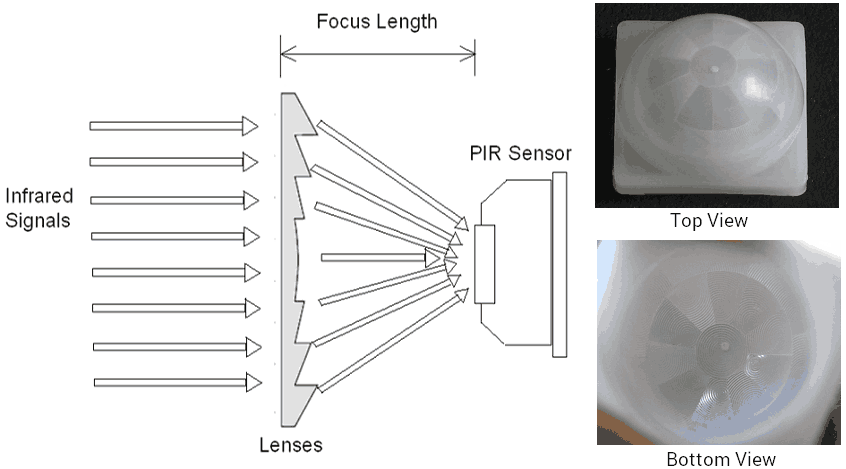 Focus Length
PIR Sensor
Infrared
Signals
Lenses
Top View
Bottom View